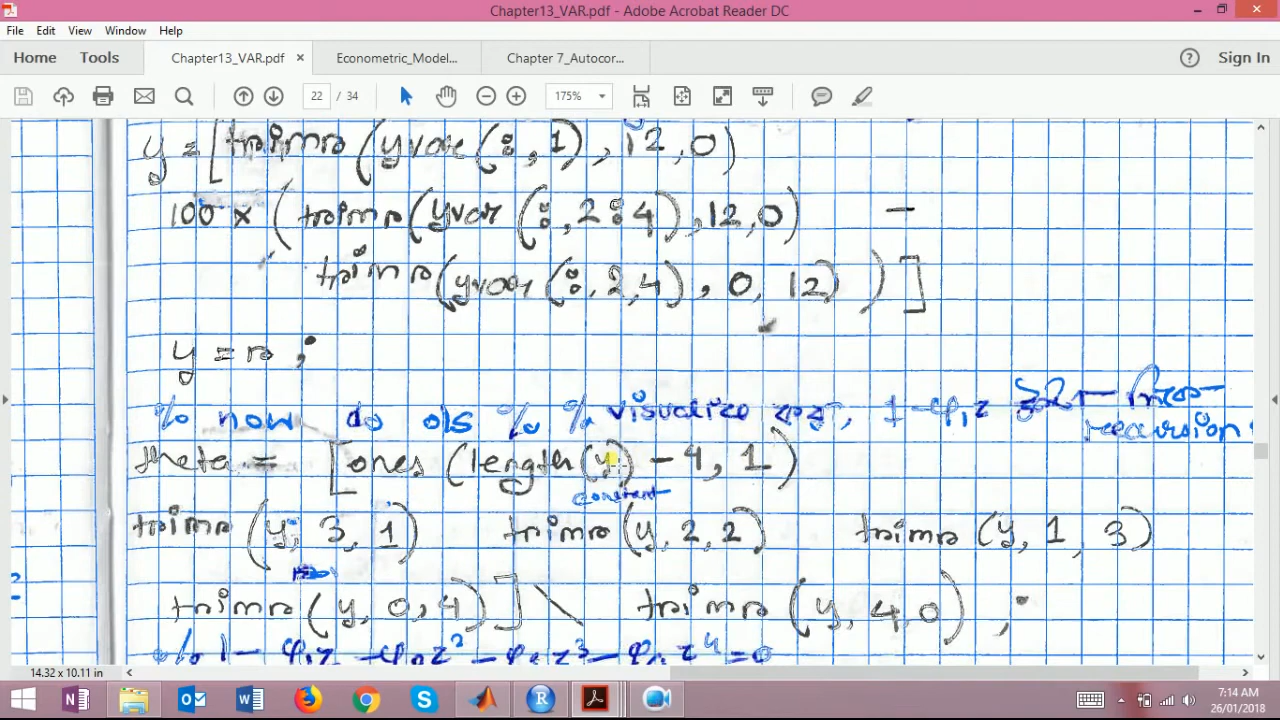 Chapter13_VAR.pdf - Adobe Acrobat Reader DC
File Edit View Window Help
Home Tools Chapter13_VAR.pdf × Econometric_Model... Chapter 7_Autocor... Sign In
22 / 34 175%
y = [trimr (yvar (:, 1), 12, 0)
100 x (trimr (yvar (:, 2:4), 12, 0) -
trimr (yvar (:, 2, 4), 0, 12) ) ]
y = r ;
% now do ols % % visualize
recursion
theta = [ones (length (y) - 4, 1)
constant
trimr (y, 3, 1) trimr (y, 2, 2) trimr (y, 1, 3)
trimr (y, 0, 4) ] \ trimr (y, 4, 0) ;
14.32 x 10.11 in
7:14 AM
26/01/2018